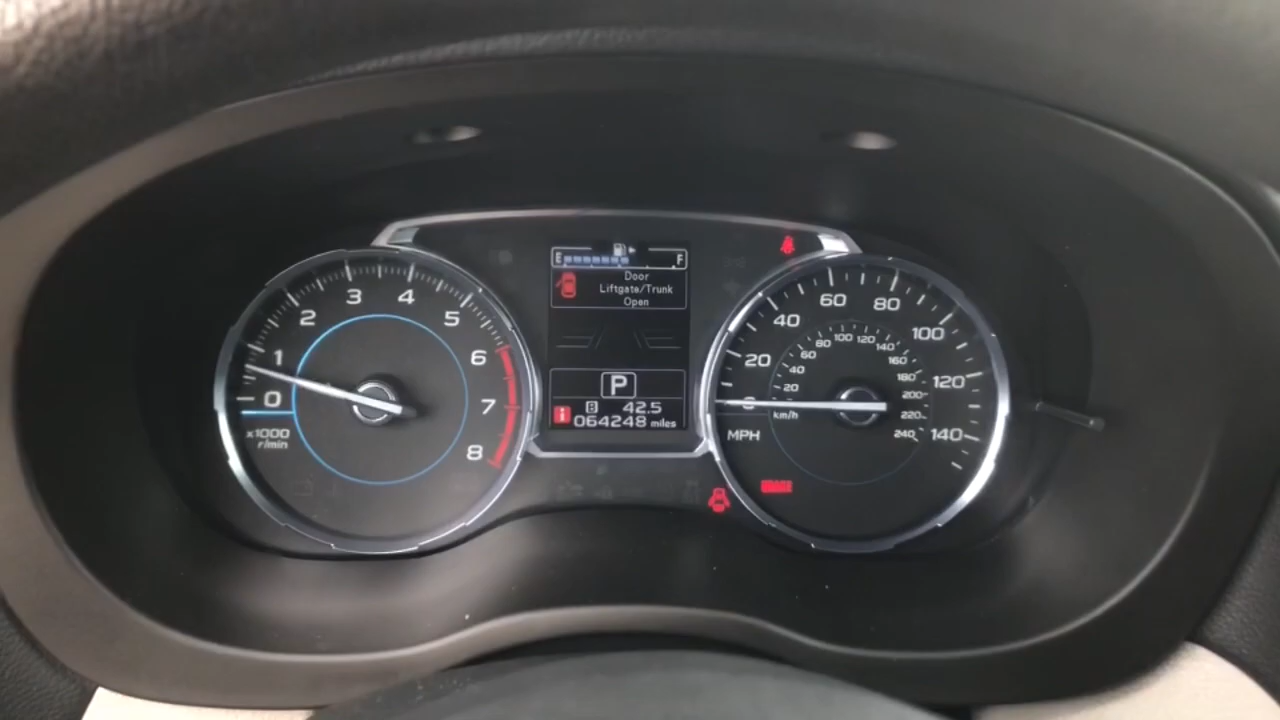 E F
Door
Liftgate/Trunk
Open
P
B 42.5
064248 miles
0 1 2 3 4 5 6 7 8
x1000
r/min
0 20 40 60 80 100 120 140
MPH
20 40 60 80 100 120 140 160 180 200 220 240
km/h
BRAKE